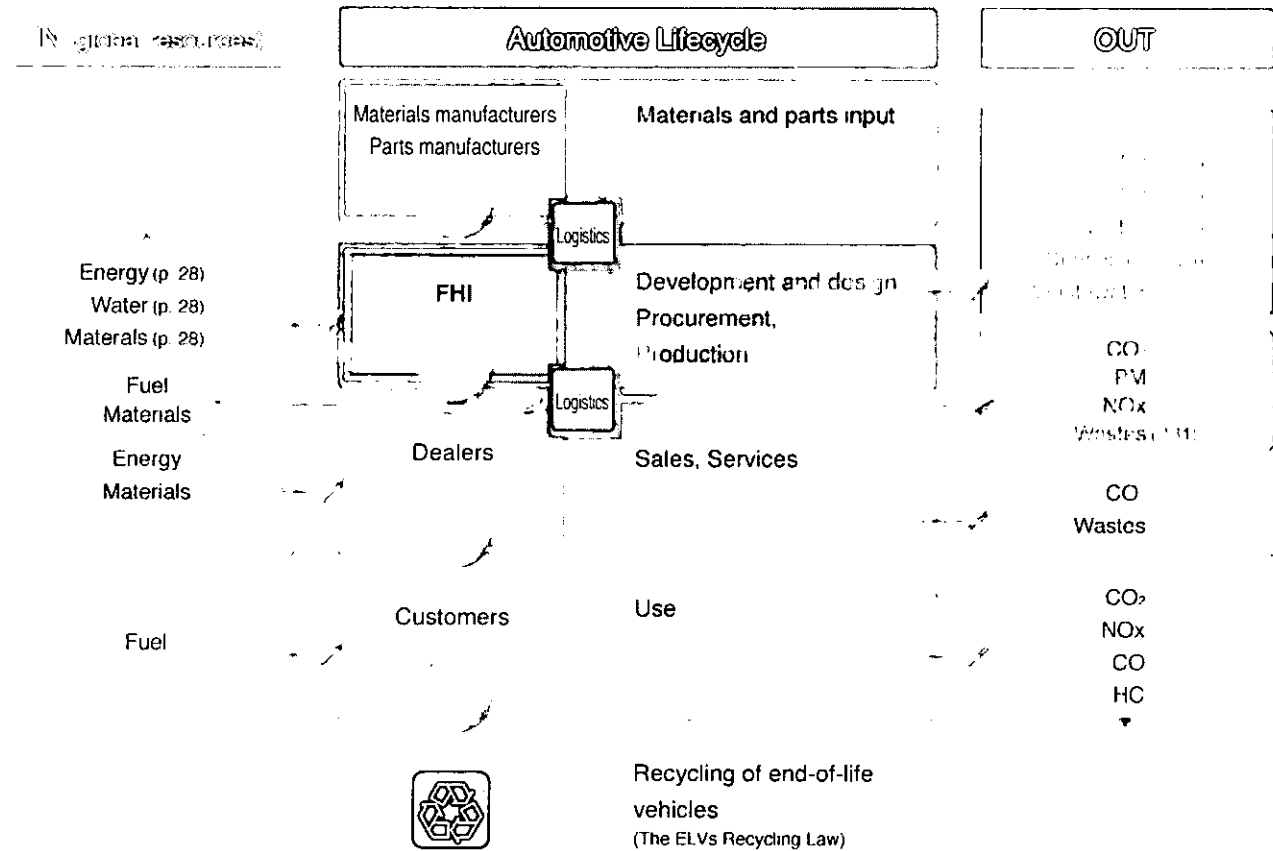 Automotive Lifecycle
OUT
Materials manufacturers
Parts manufacturers
Materials and parts input
Logistics
Energy (p. 28)
Water (p. 28)
Materals (p. 28)
FHI
Development and design
Procurement,
Production
Fuel
Materials
Logistics
CO
PM
NOx
Wastes
Energy
Materials
Dealers
Sales, Services
CO
Wastes
Fuel
Customers
Use
CO₂
NOx
CO
HC
Recycling of end-of-life
vehicles
(The ELVs Recycling Law)